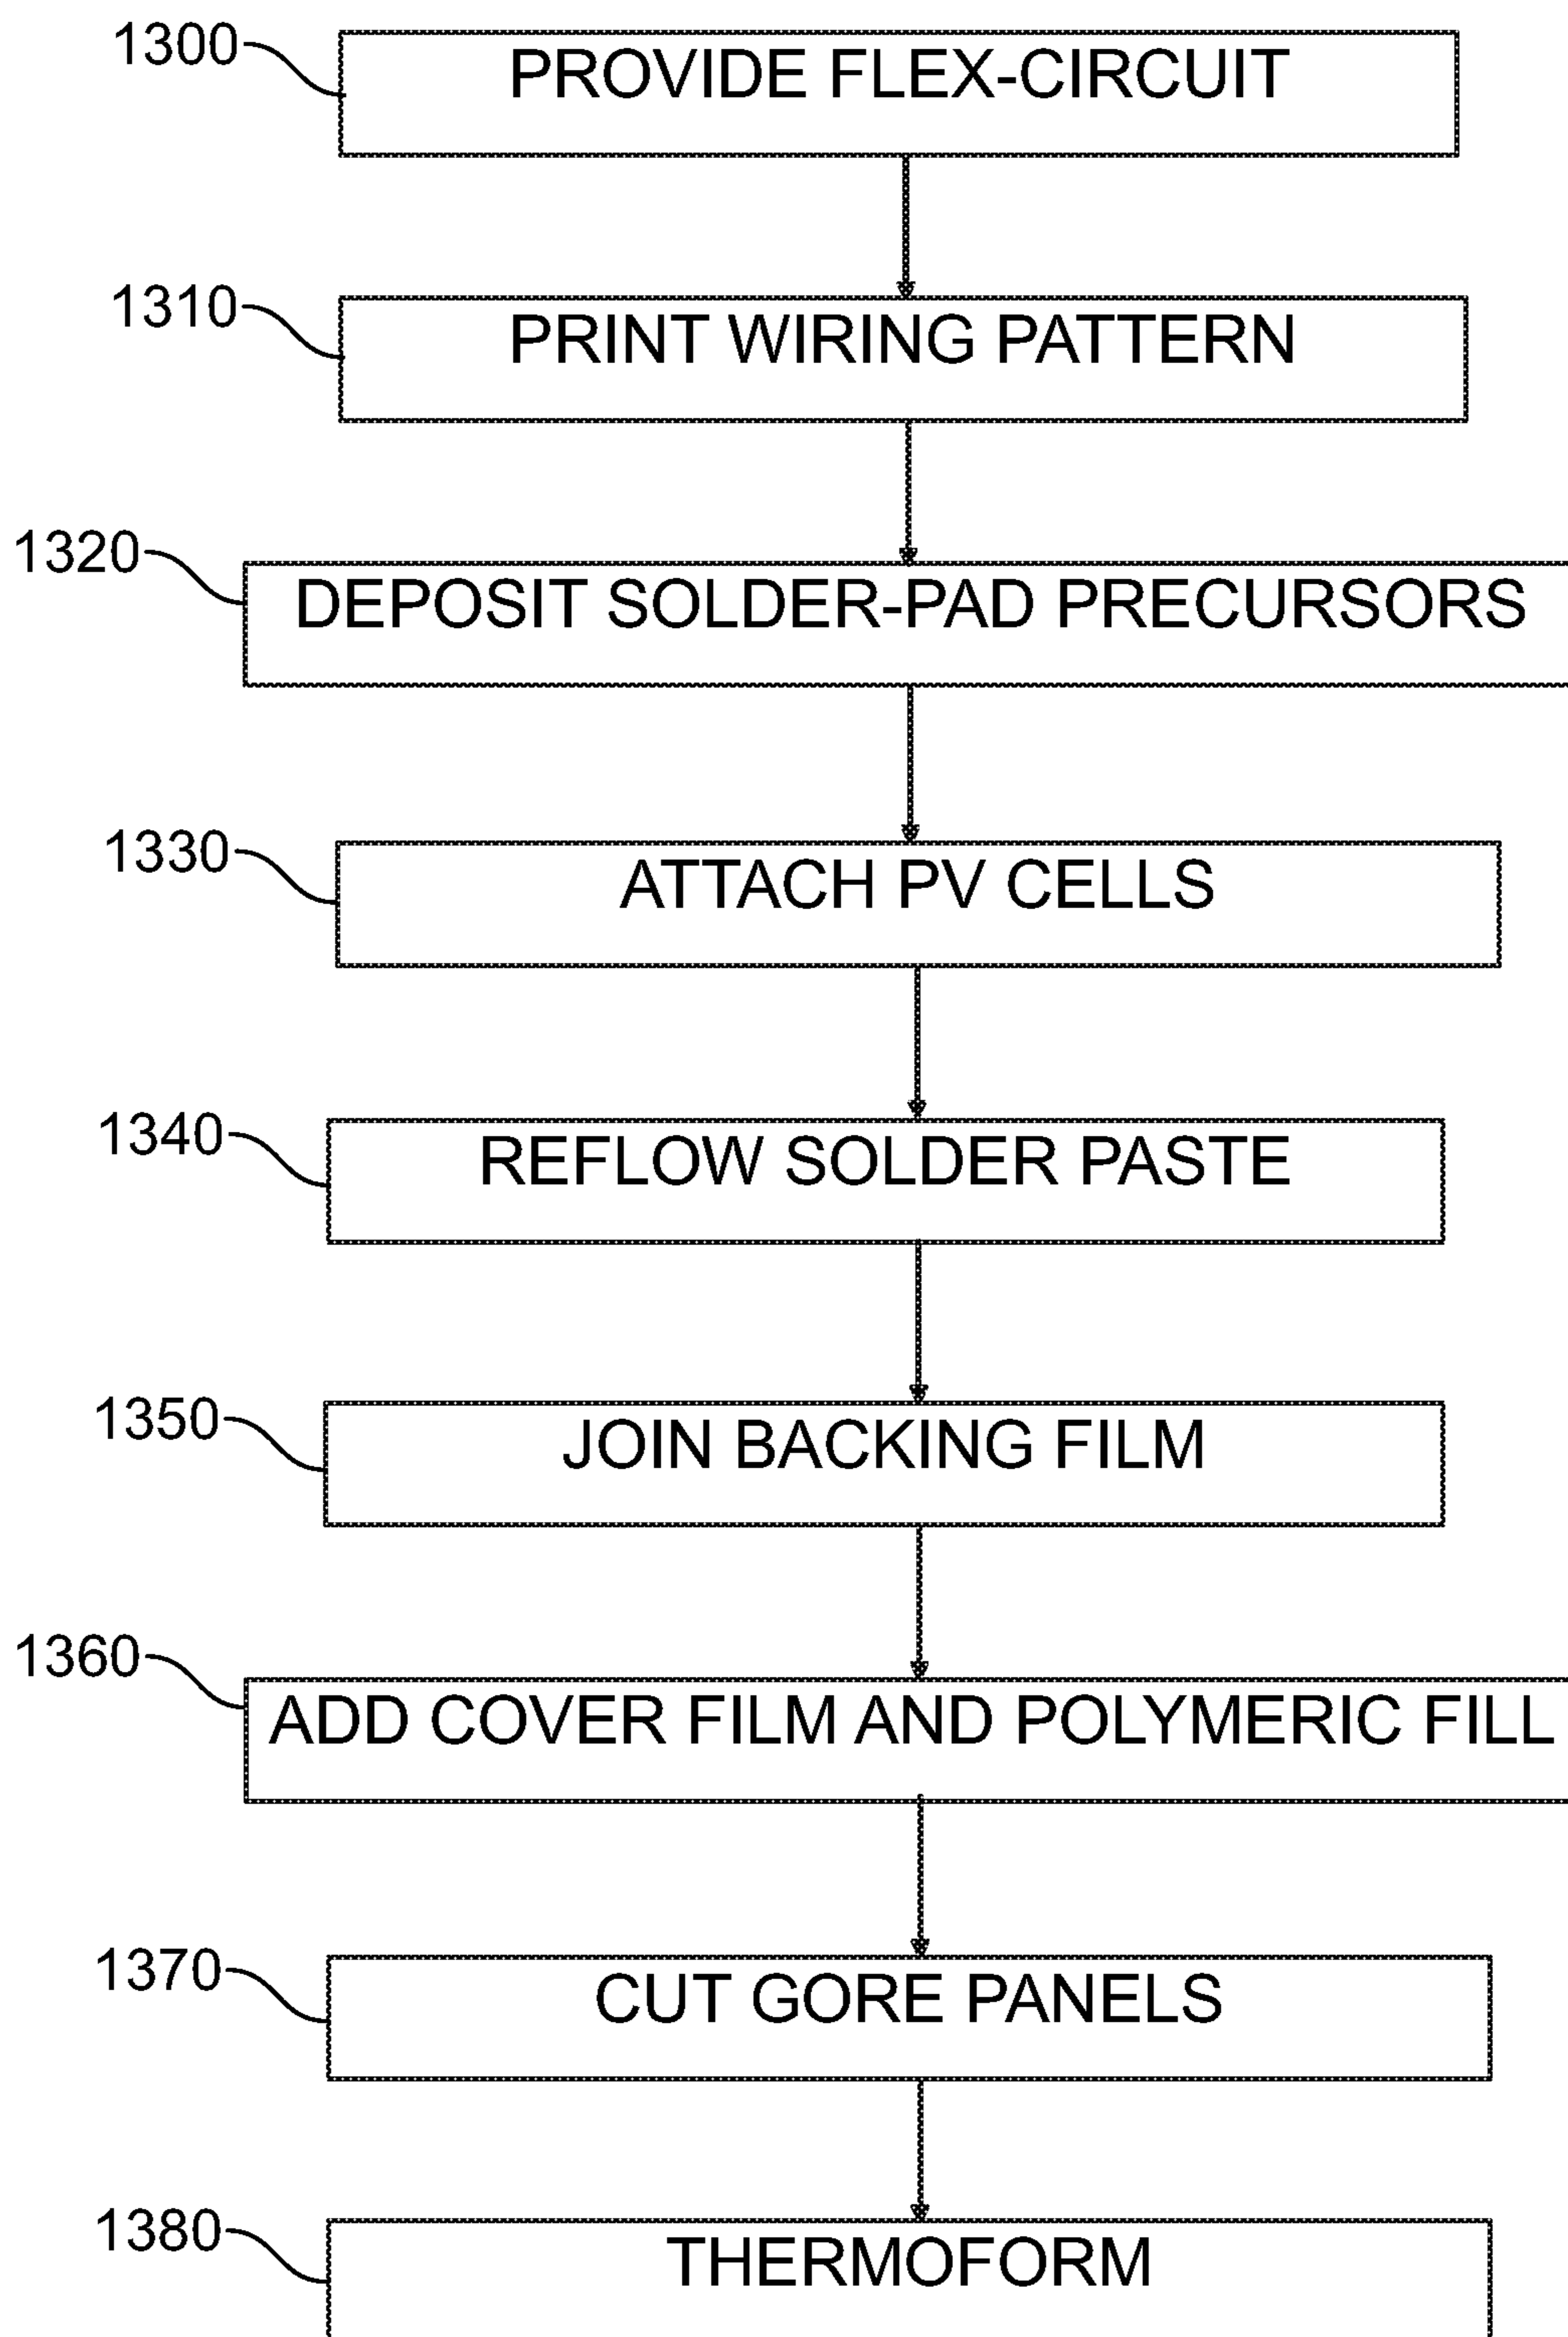 1300
PROVIDE FLEX-CIRCUIT
1310
PRINT WIRING PATTERN
1320
DEPOSIT SOLDER-PAD PRECURSORS
1330
ATTACH PV CELLS
1340
REFLOW SOLDER PASTE
1350
JOIN BACKING FILM
1360
ADD COVER FILM AND POLYMERIC FILL
1370
CUT GORE PANELS
1380
THERMOFORM